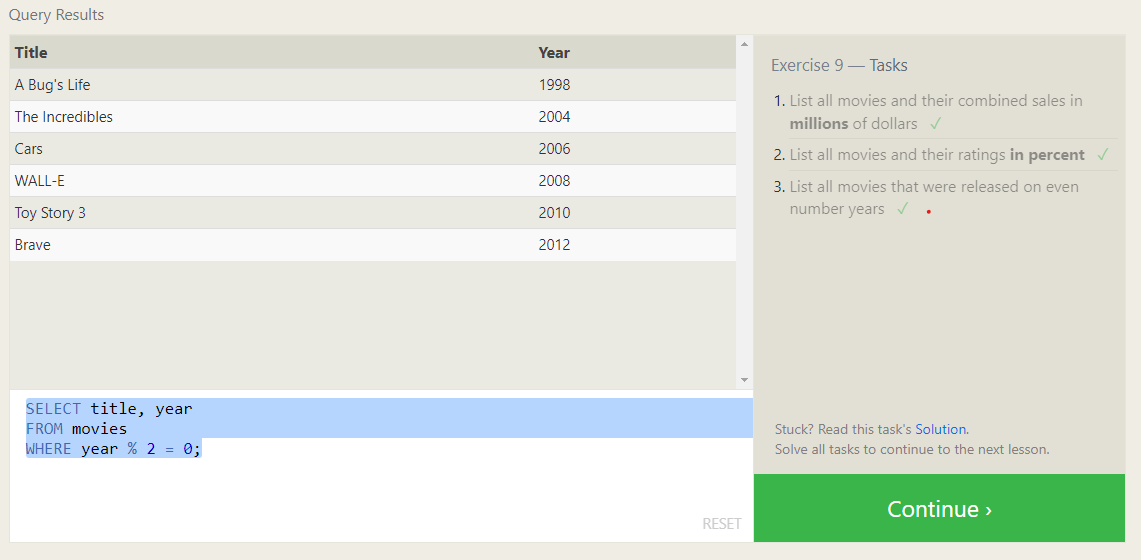 Query Results
Title Year
A Bug's Life 1998
The Incredibles 2004
Cars 2006
WALL-E 2008
Toy Story 3 2010
Brave 2012
SELECT title, year
FROM movies
WHERE year % 2 = 0;
RESET
Exercise 9 — Tasks
1. List all movies and their combined sales in
millions of dollars ✓
2. List all movies and their ratings in percent ✓
3. List all movies that were released on even
number years ✓
Stuck? Read this task's Solution.
Solve all tasks to continue to the next lesson.
Continue ›